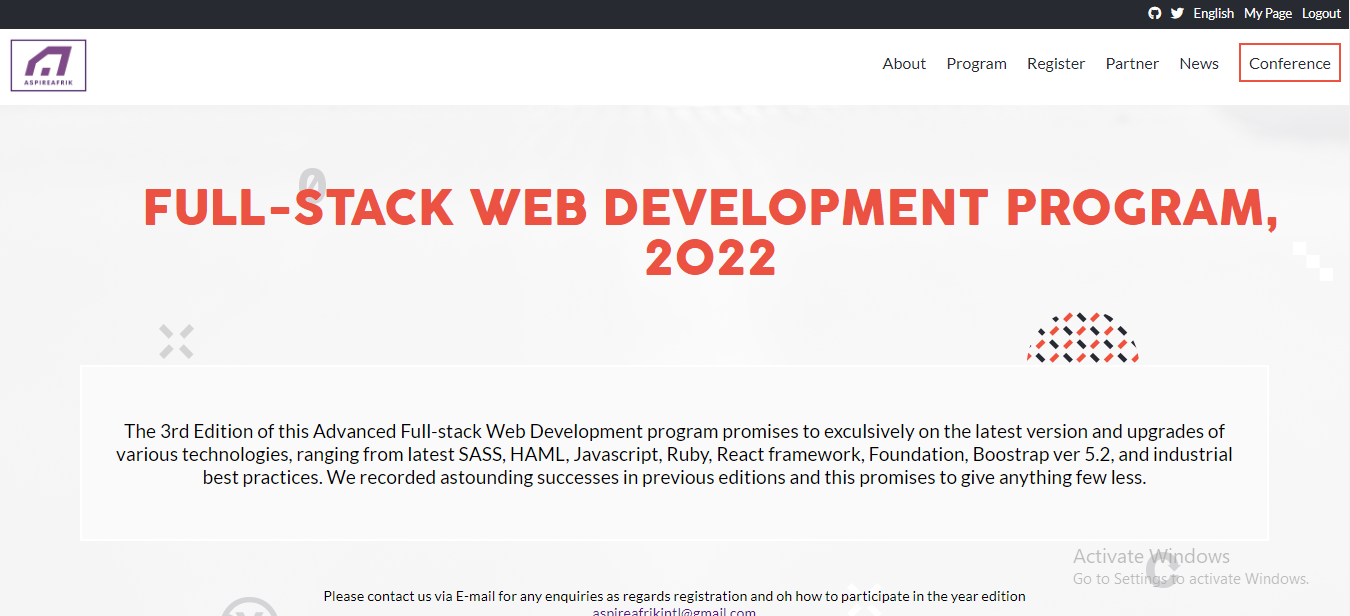 English My Page Logout
ASPIREAFRIK
About Program Register Partner News Conference
FULL-STACK WEB DEVELOPMENT PROGRAM,
2022
The 3rd Edition of this Advanced Full-stack Web Development program promises to exculsively on the latest version and upgrades of
various technologies, ranging from latest SASS, HAML, Javascript, Ruby, React framework, Foundation, Boostrap ver 5.2, and industrial
best practices. We recorded astounding successes in previous editions and this promises to give anything few less.
Activate Windows
Go to Settings to activate Windows.
Please contact us via E-mail for any enquiries as regards registration and oh how to participate in the year edition
aspireafrikintl@gmail.com